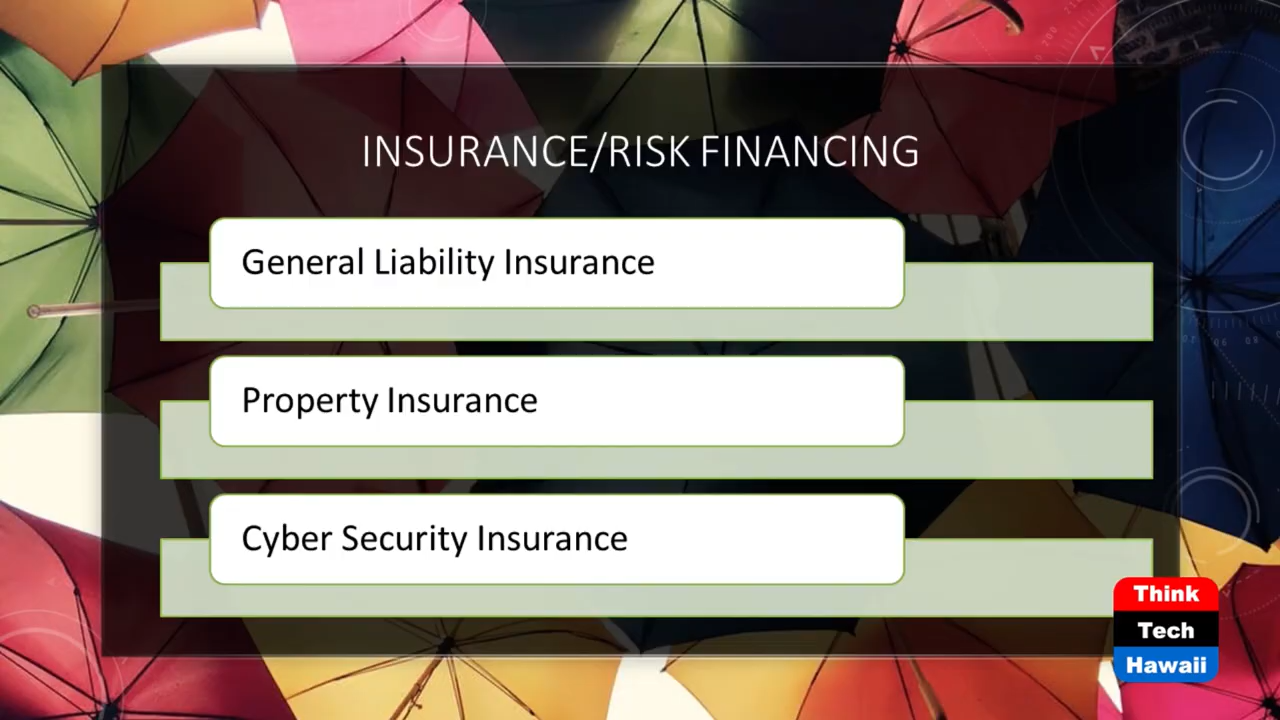 INSURANCE/RISK FINANCING
General Liability Insurance
Property Insurance
Cyber Security Insurance
Think
Tech
Hawaii